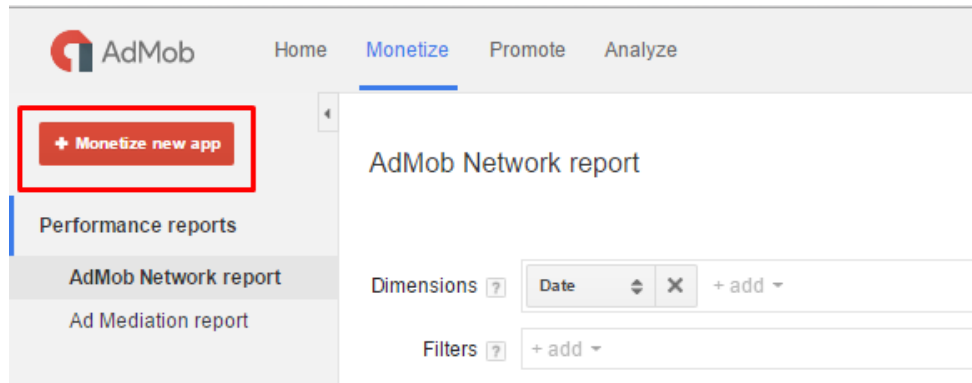 AdMob Home Monetize Promote Analyze
+ Monetize new app
AdMob Network report
Performance reports
AdMob Network report
Ad Mediation report
Dimensions ? Date + add
Filters ? + add